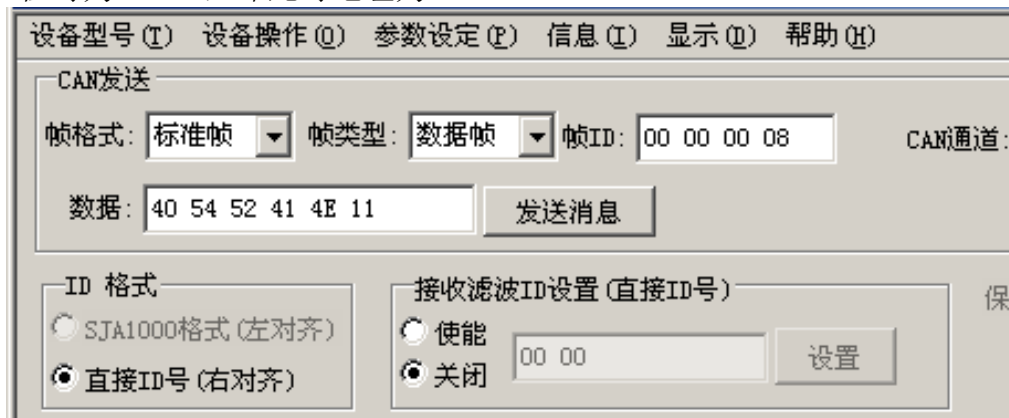 设备型号(T) 设备操作(O) 参数设定(P) 信息(I) 显示(D) 帮助(H)
CAN发送
帧格式: 标准帧 帧类型: 数据帧 帧ID: 00 00 00 08 CAN通道:
数据: 40 54 52 41 4E 11 发送消息
ID 格式 接收滤波ID设置(直接ID号) 保
SJA1000格式(左对齐) 使能
00 00 设置
直接ID号(右对齐) 关闭